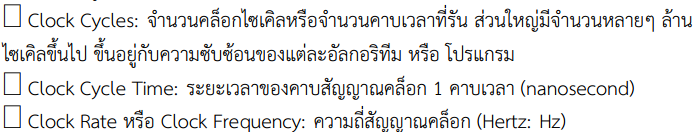 □ Clock Cycles: จำนวนคล็อกไซเคิลหรือจำนวนคาบเวลาที่รัน ส่วนใหญ่มีจำนวนหลายๆ ล้าน
ไซเคิลขึ้นไป ขึ้นอยู่กับความซับซ้อนของแต่ละอัลกอริทึม หรือ โปรแกรม
□ Clock Cycle Time: ระยะเวลาของคาบสัญญาณคล็อก 1 คาบเวลา (nanosecond)
□ Clock Rate หรือ Clock Frequency: ความถี่สัญญาณคล็อก (Hertz: Hz)